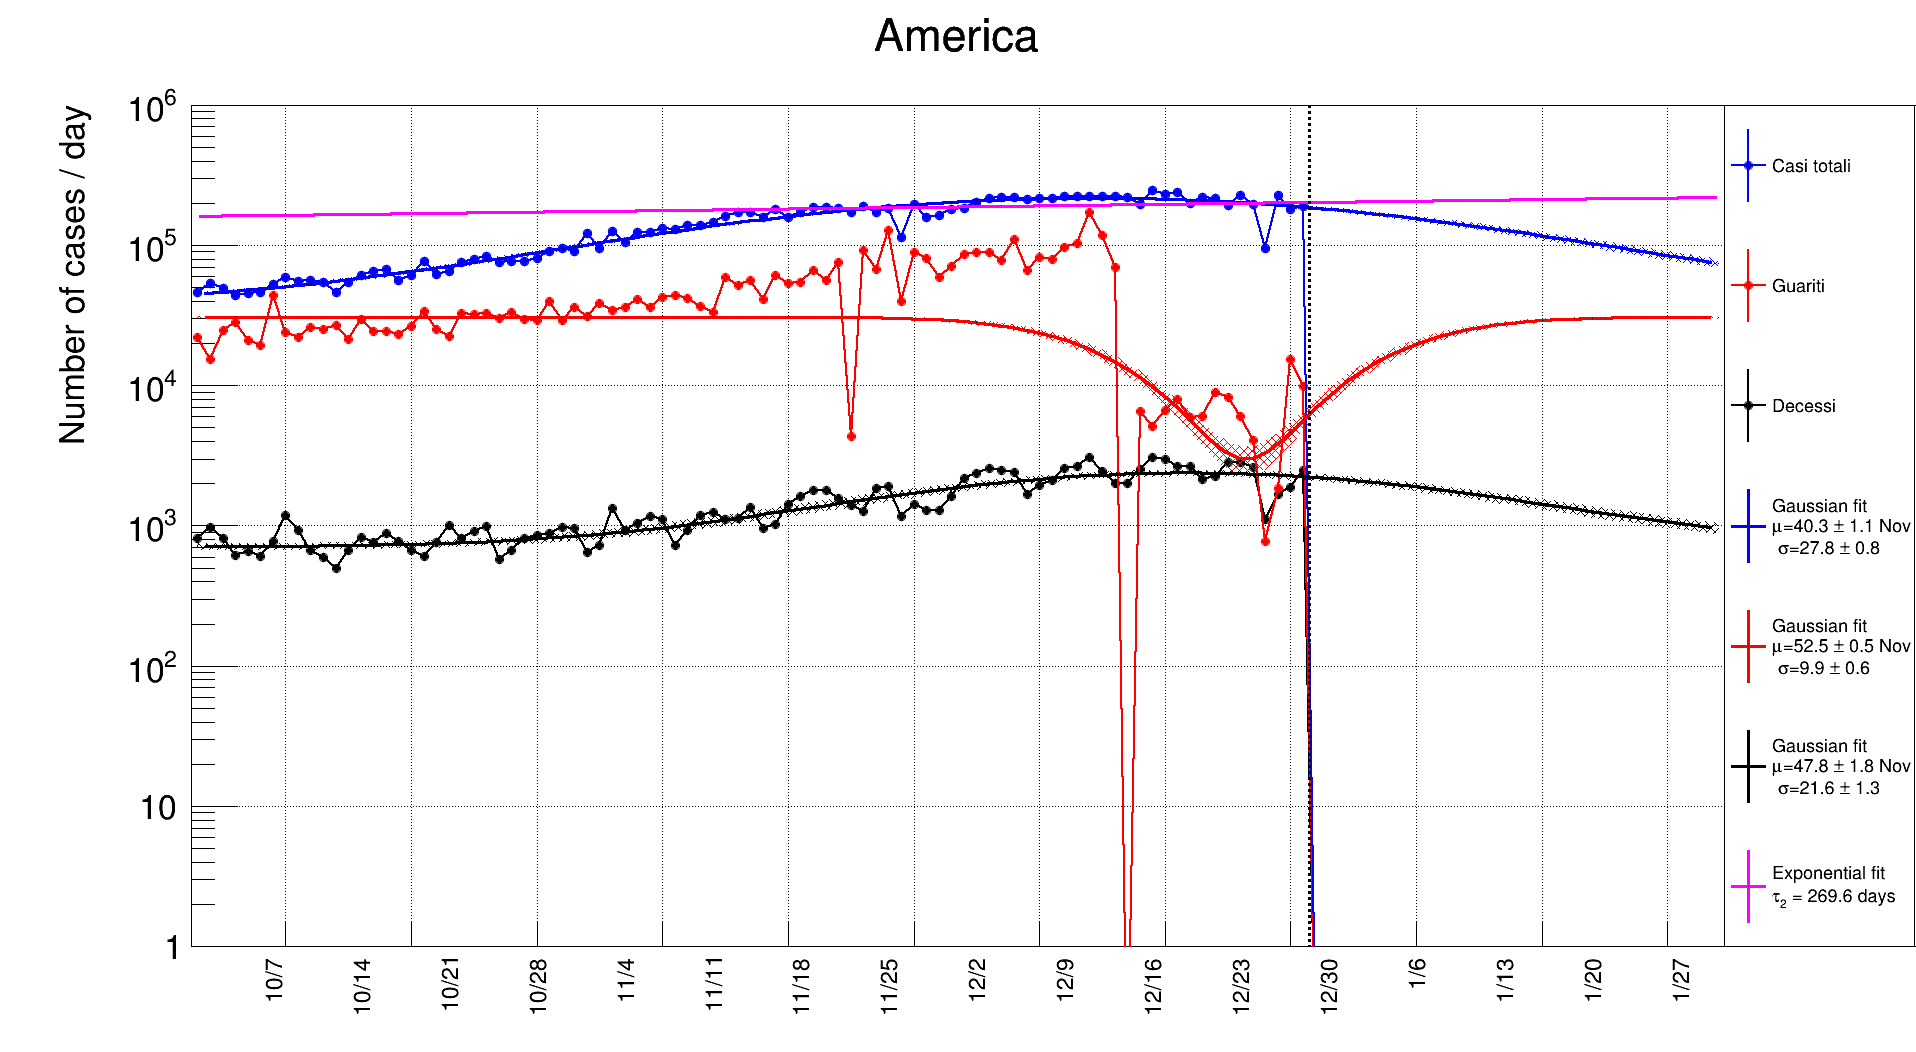 America
Number of cases / day
10^6
10^5
10^4
10^3
10^2
10
1
10/7
10/14
10/21
10/28
11/4
11/11
11/18
11/25
12/2
12/9
12/16
12/23
12/30
1/6
1/13
1/20
1/27
Casi totali
Guariti
Decessi
Gaussian fit
μ=40.3 ± 1.1 Nov
σ=27.8 ± 0.8
Gaussian fit
μ=52.5 ± 0.5 Nov
σ=9.9 ± 0.6
Gaussian fit
μ=47.8 ± 1.8 Nov
σ=21.6 ± 1.3
Exponential fit
τ₂ = 269.6 days